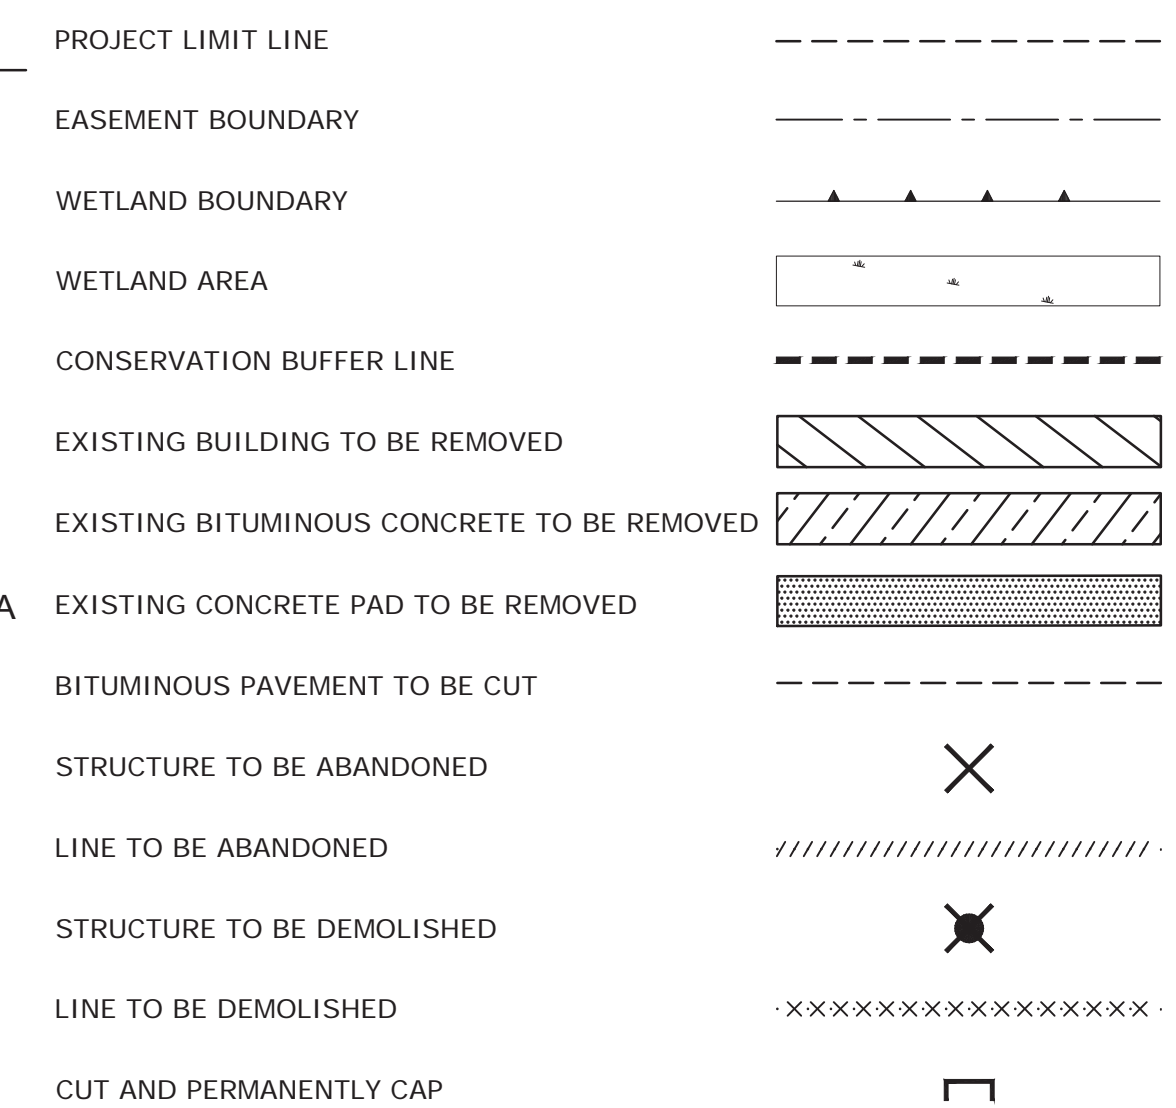 PROJECT LIMIT LINE
EASEMENT BOUNDARY
WETLAND BOUNDARY
WETLAND AREA
CONSERVATION BUFFER LINE
EXISTING BUILDING TO BE REMOVED
EXISTING BITUMINOUS CONCRETE TO BE REMOVED
A EXISTING CONCRETE PAD TO BE REMOVED
BITUMINOUS PAVEMENT TO BE CUT
STRUCTURE TO BE ABANDONED
LINE TO BE ABANDONED
STRUCTURE TO BE DEMOLISHED
LINE TO BE DEMOLISHED
CUT AND PERMANENTLY CAP